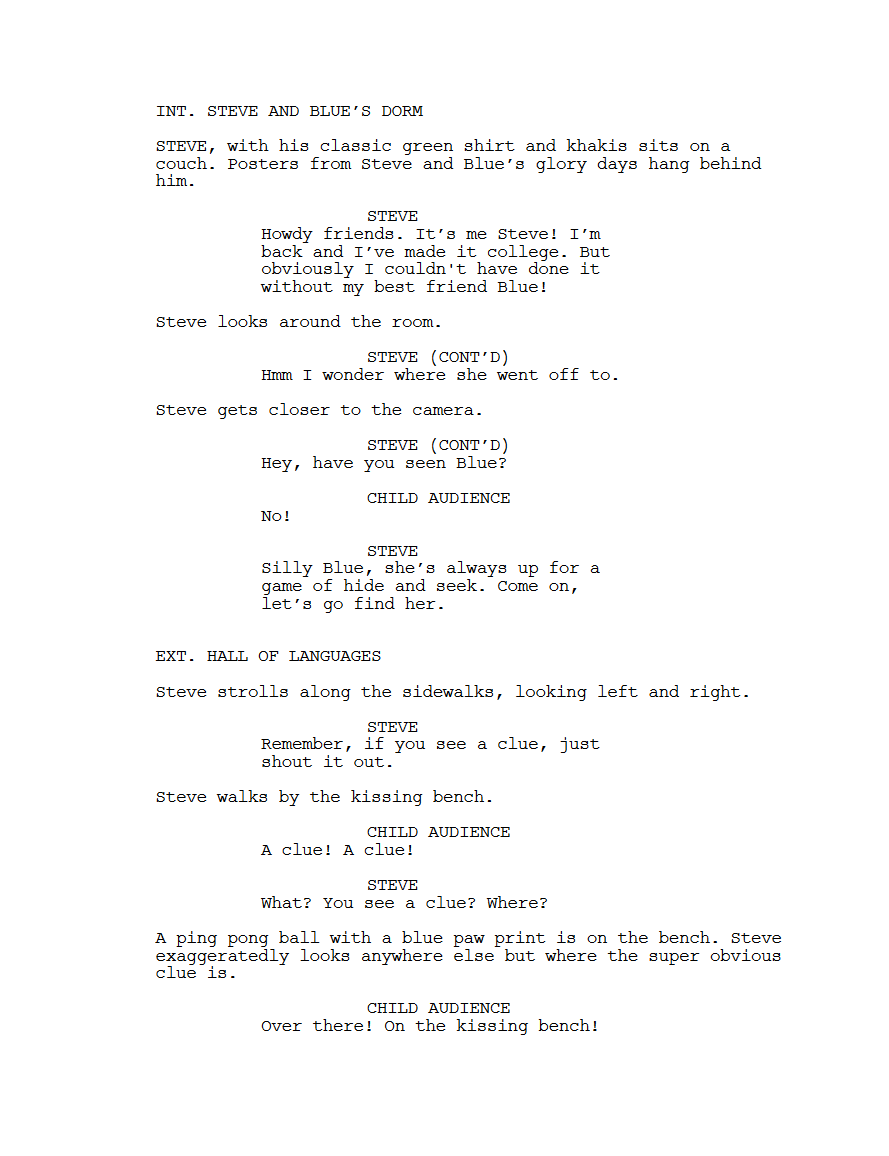 INT. STEVE AND BLUE’S DORM
STEVE, with his classic green shirt and khakis sits on a
couch. Posters from Steve and Blue’s glory days hang behind
him.
STEVE
Howdy friends. It’s me Steve! I’m
back and I’ve made it college. But
obviously I couldn't have done it
without my best friend Blue!
Steve looks around the room.
STEVE (CONT’D)
Hmm I wonder where she went off to.
Steve gets closer to the camera.
STEVE (CONT’D)
Hey, have you seen Blue?
CHILD AUDIENCE
No!
STEVE
Silly Blue, she’s always up for a
game of hide and seek. Come on,
let’s go find her.
EXT. HALL OF LANGUAGES
Steve strolls along the sidewalks, looking left and right.
STEVE
Remember, if you see a clue, just
shout it out.
Steve walks by the kissing bench.
CHILD AUDIENCE
A clue! A clue!
STEVE
What? You see a clue? Where?
A ping pong ball with a blue paw print is on the bench. Steve
exaggeratedly looks anywhere else but where the super obvious
clue is.
CHILD AUDIENCE
Over there! On the kissing bench!